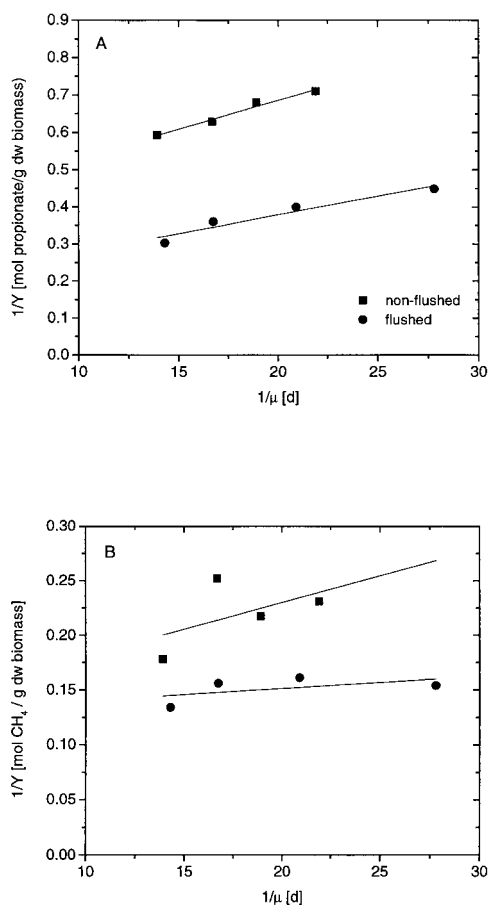 A
0.9
0.8
0.7
0.6
0.5
0.4
0.3
0.2
0.1
0.0
1/Y [mol propionate/g dw biomass)
non-flushed
flushed
10 15 20 25 30
1/μ [d]
B
0.30
0.25
0.20
0.15
0.10
0.05
0.00
1/Y [mol CH₄ / g dw biomass]
10 15 20 25 30
1/μ [d]